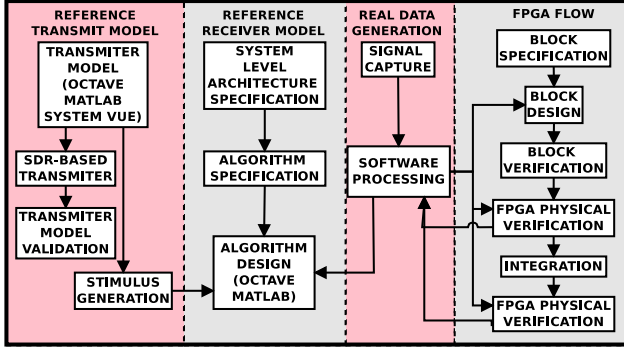 REFERENCE
TRANSMIT MODEL
TRANSMITER
MODEL
(OCTAVE
MATLAB
SYSTEM VUE)
SDR-BASED
TRANSMITER
TRANSMITER
MODEL
VALIDATION
STIMULUS
GENERATION
REFERENCE
RECEIVER MODEL
SYSTEM
LEVEL
ARCHITECTURE
SPECIFICATION
ALGORITHM
SPECIFICATION
ALGORITHM
DESIGN
(OCTAVE
MATLAB)
REAL DATA
GENERATION
SIGNAL
CAPTURE
SOFTWARE
PROCESSING
FPGA FLOW
BLOCK
SPECIFICATION
BLOCK
DESIGN
BLOCK
VERIFICATION
FPGA PHYSICAL
VERIFICATION
INTEGRATION
FPGA PHYSICAL
VERIFICATION